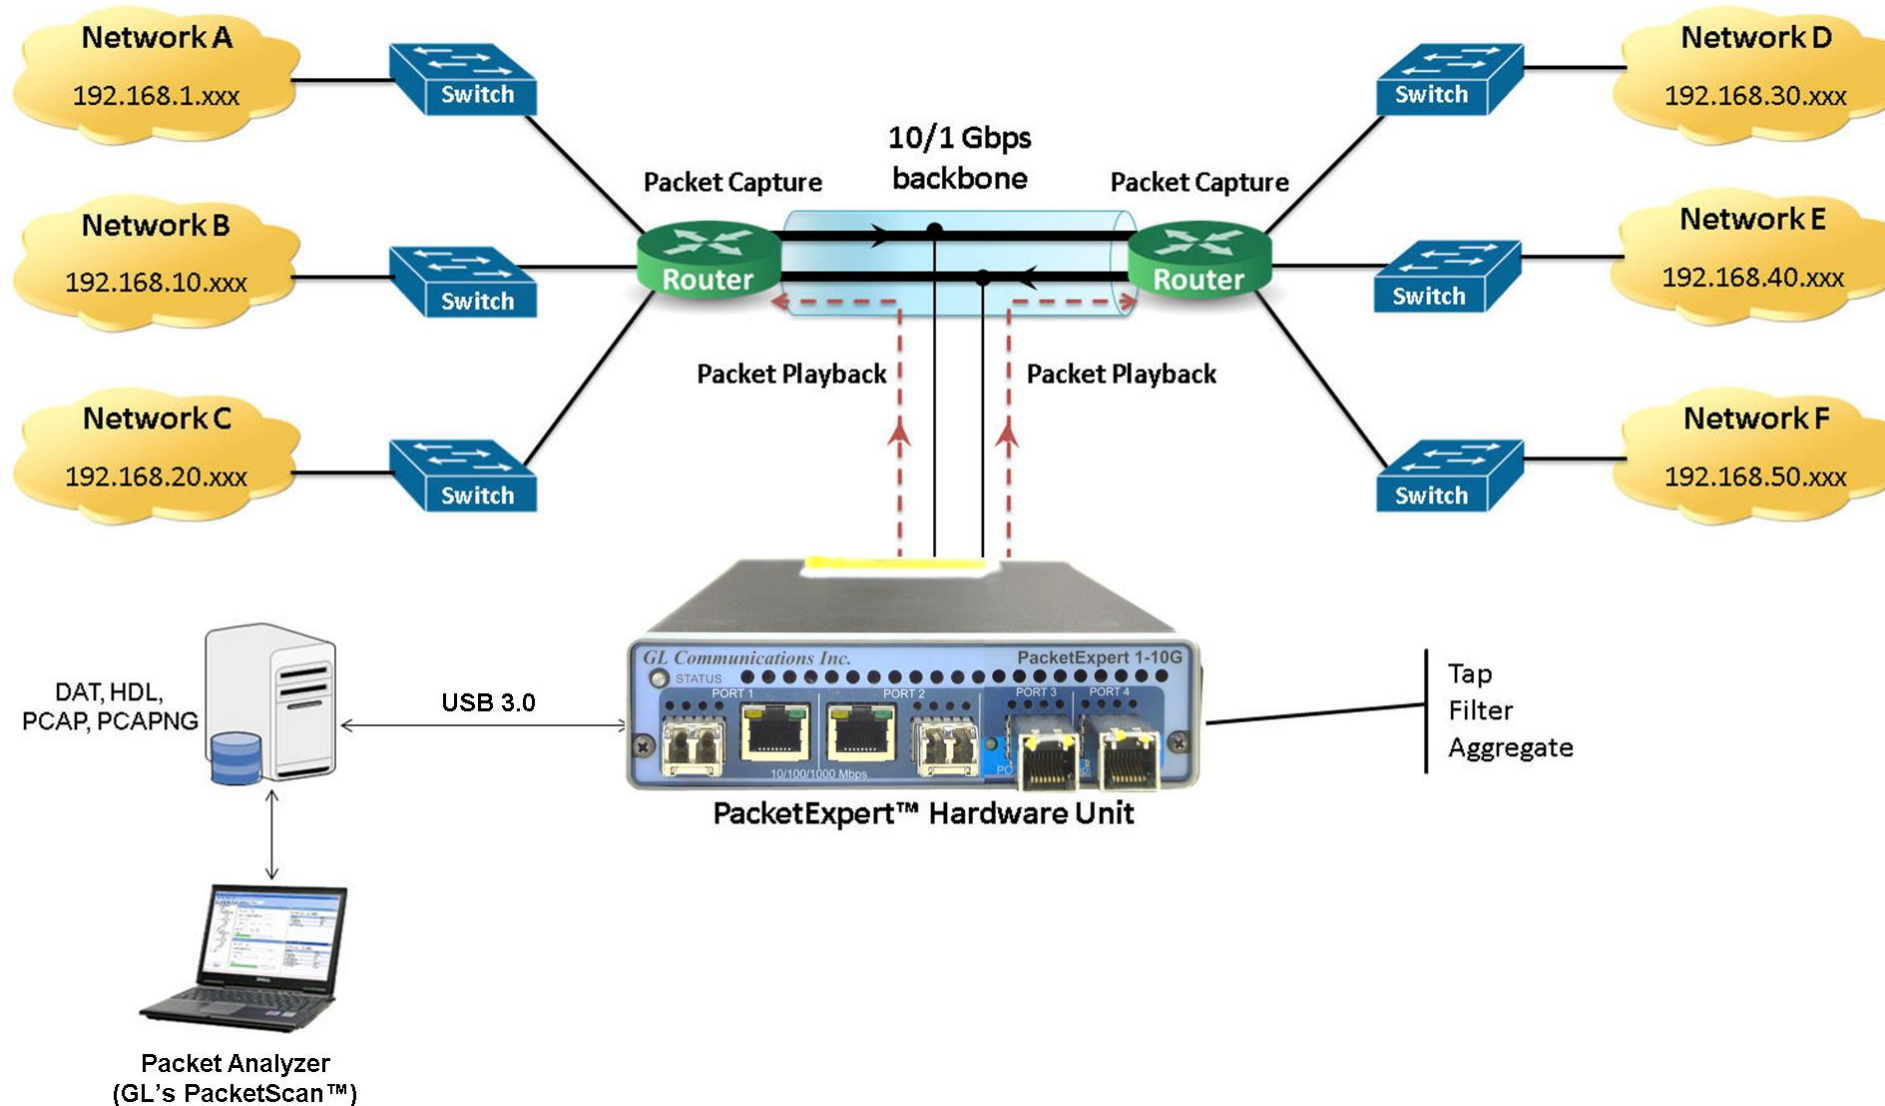 Network A
192.168.1.xxx
Switch
Network D
192.168.30.xxx
Switch
10/1 Gbps
backbone
Packet Capture
Packet Capture
Network B
192.168.10.xxx
Switch
Router
Router
Network E
192.168.40.xxx
Switch
Packet Playback
Packet Playback
Network C
192.168.20.xxx
Switch
Network F
192.168.50.xxx
Switch
DAT, HDL,
PCAP, PCAPNG
USB 3.0
GL Communications Inc.
PacketExpert 1-10G
STATUS
PORT 1
PORT 2
PORT 3
PORT 4
10/100/1000 Mbps
PacketExpert™ Hardware Unit
Tap
Filter
Aggregate
Packet Analyzer
(GL's PacketScan™)